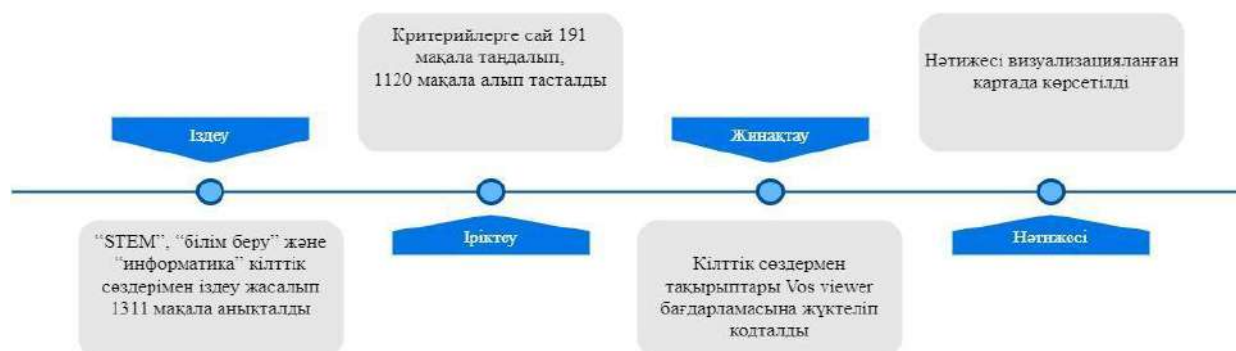 Іздеу
“STEM”, “білім беру” және
“информатика” кілттік
сөздерімен іздеу жасалып
1311 мақала анықталды
Критерийлерге сай 191
мақала таңдалып,
1120 мақала алып тасталды
Іріктеу
Жинақтау
Кілттік сөздермен
тақырыптары Vos viewer
бағдарламасына жүктеліп
кодталды
Нәтижесі визуализацияланған
картада көрсетілді
Нәтижесі